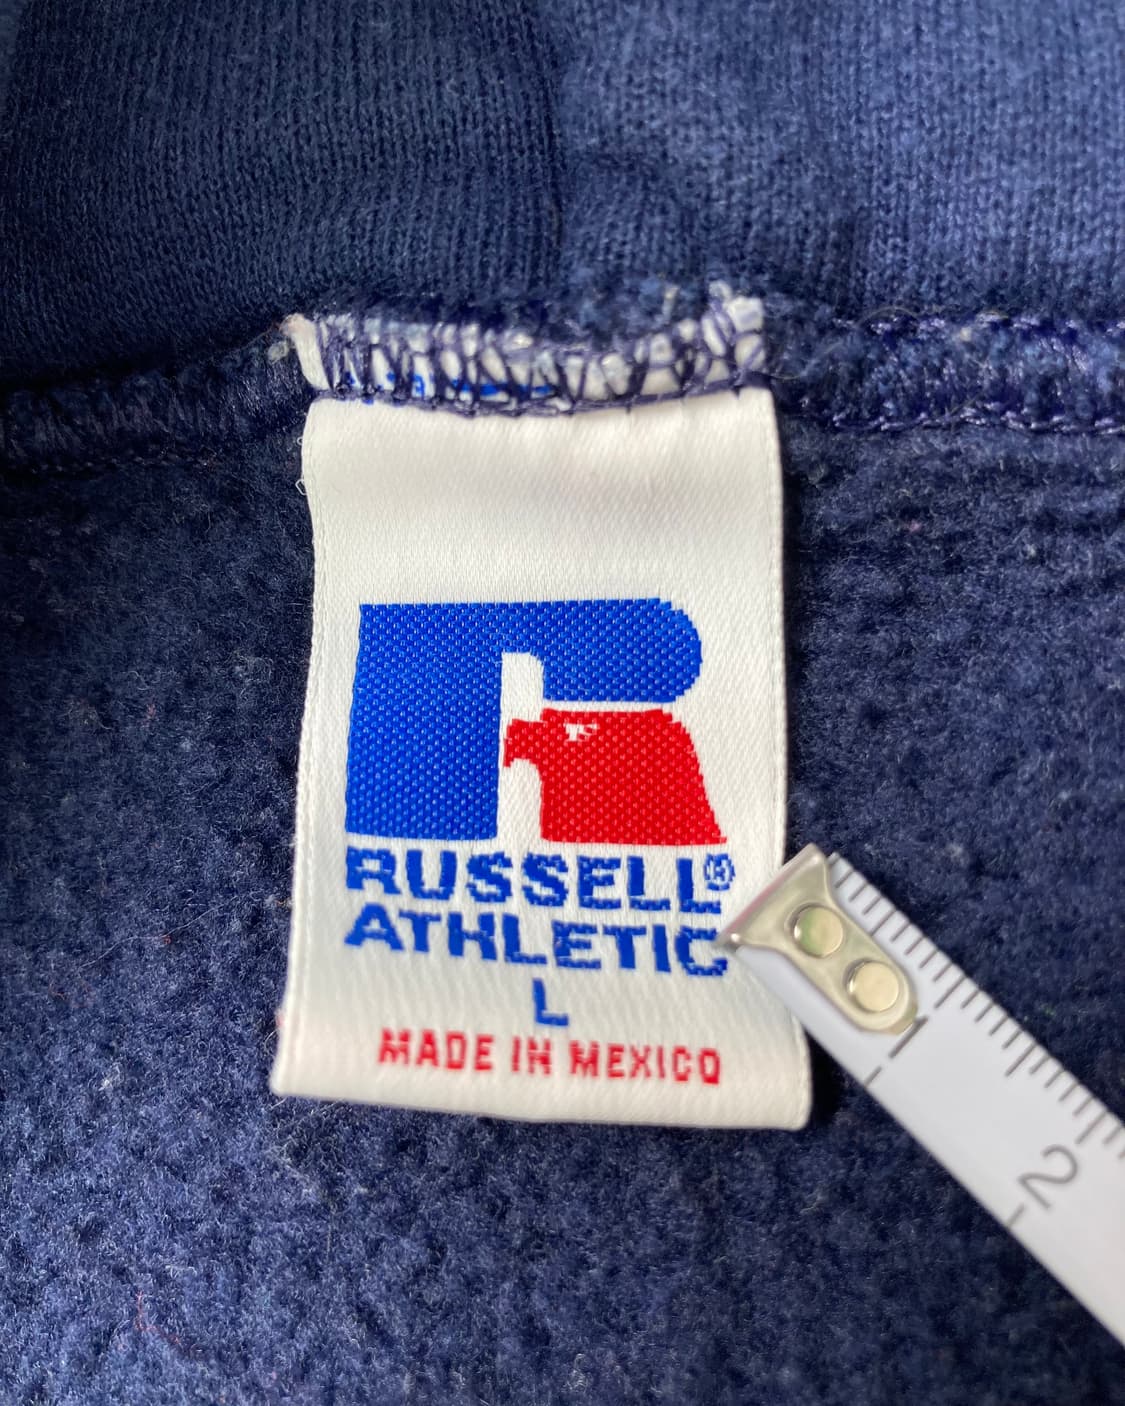 RUSSELL®
ATHLETIC
L
MADE IN MEXICO
1
2